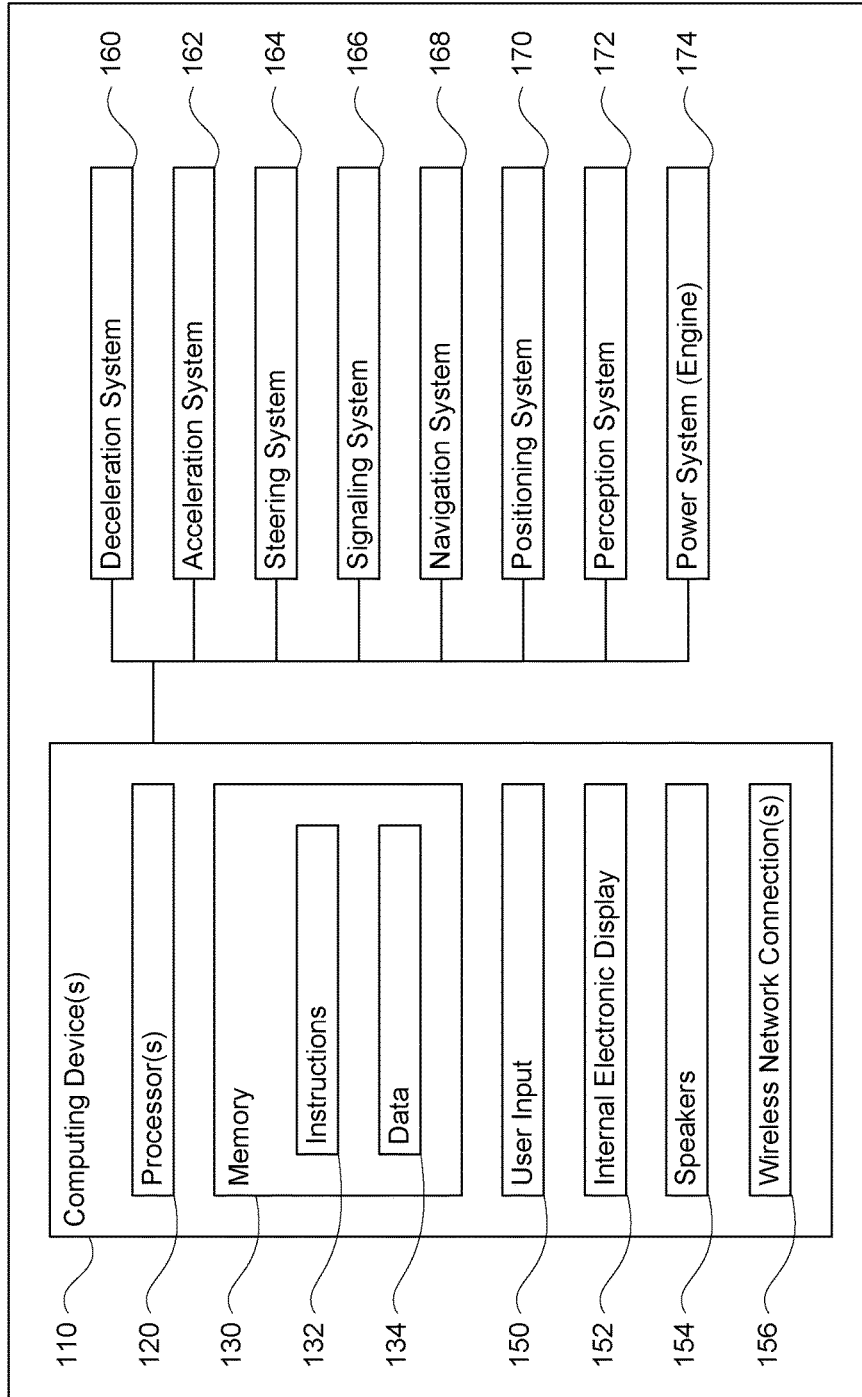 110
Computing Device(s)
120
Processor(s)
130
Memory
132
Instructions
134
Data
150
User Input
152
Internal Electronic Display
154
Speakers
156
Wireless Network Connection(s)
Deceleration System
160
Acceleration System
162
Steering System
164
Signaling System
166
Navigation System
168
Positioning System
170
Perception System
172
Power System (Engine)
174